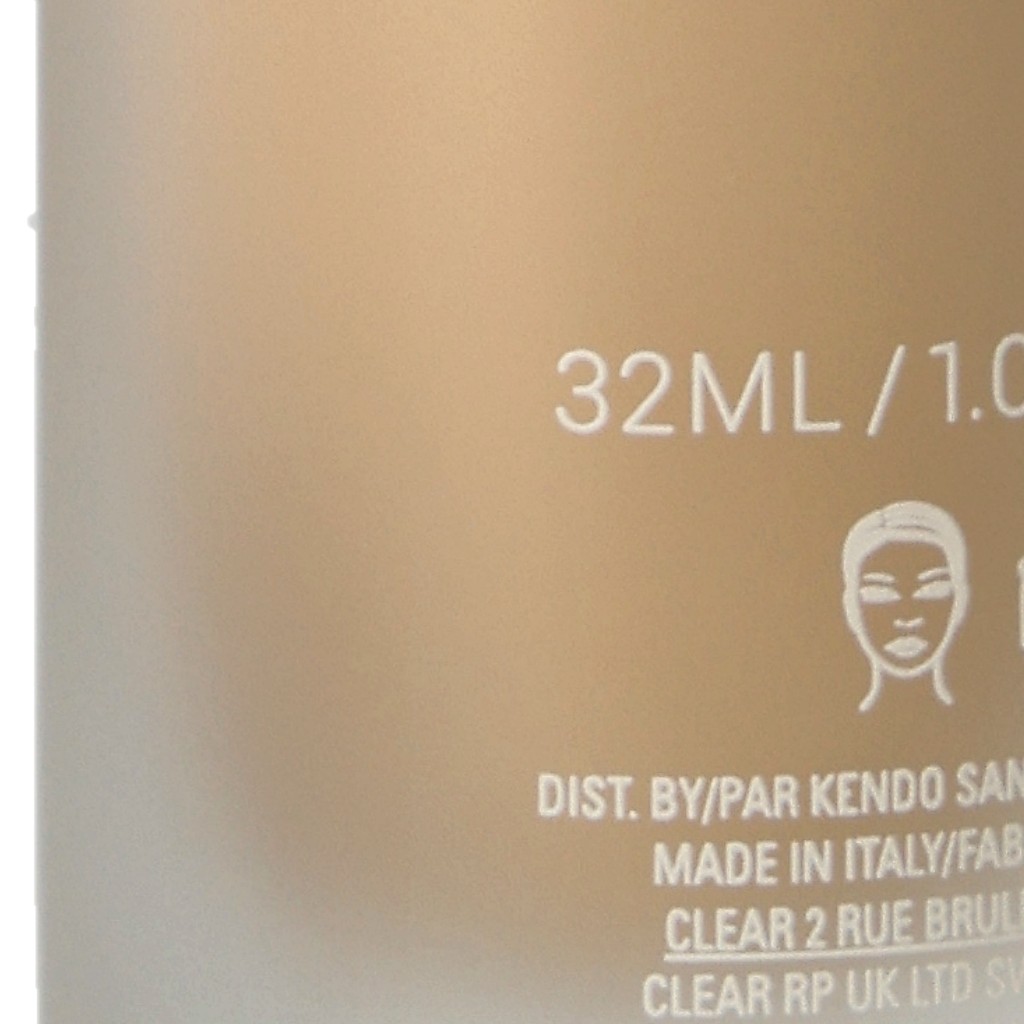 32ML / 1.0
DIST. BY/PAR KENDO SAN
MADE IN ITALY/FAB
CLEAR 2 RUE BRUL
CLEAR RP UK LTD SV